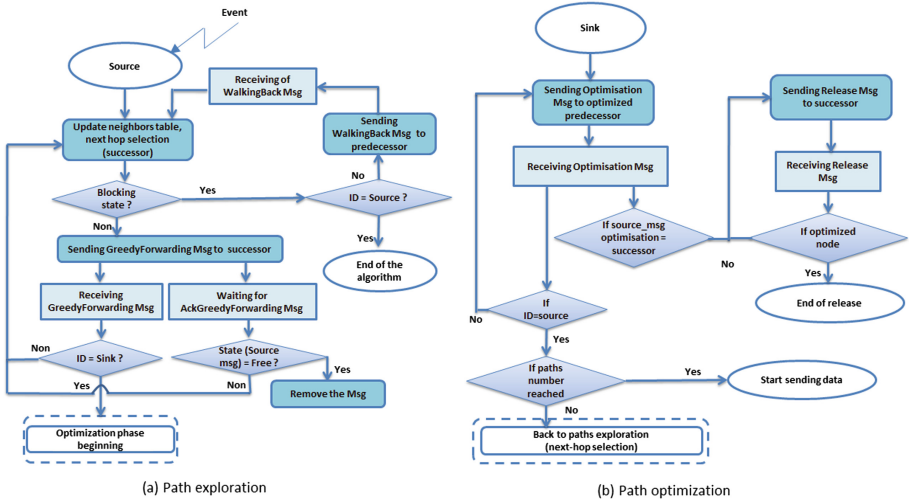 Event
Source
Receiving of
WalkingBack Msg
Update neighbors table,
next hop selection
(successor)
Sending
WalkingBack Msg to
predecessor
Blocking
state ?
Yes
No
ID = Source ?
Non
Yes
Sending GreedyForwarding Msg to successor
End of the
algorithm
Receiving
GreedyForwarding Msg
Waiting for
AckGreedyForwarding Msg
Non
ID = Sink ?
State (Source
msg) = Free ?
Yes
Non
Yes
Remove the Msg
Optimization phase
beginning
(a) Path exploration
Sink
Sending Optimisation
Msg to optimized
predecessor
Sending Release Msg
to successor
Receiving Optimisation Msg
Receiving Release
Msg
If source_msg
optimisation =
successor
If optimized
node
No
Yes
End of release
If
ID=source
No
Yes
If paths
number
reached
Yes
Start sending data
No
Back to paths exploration
(next-hop selection)
(b) Path optimization